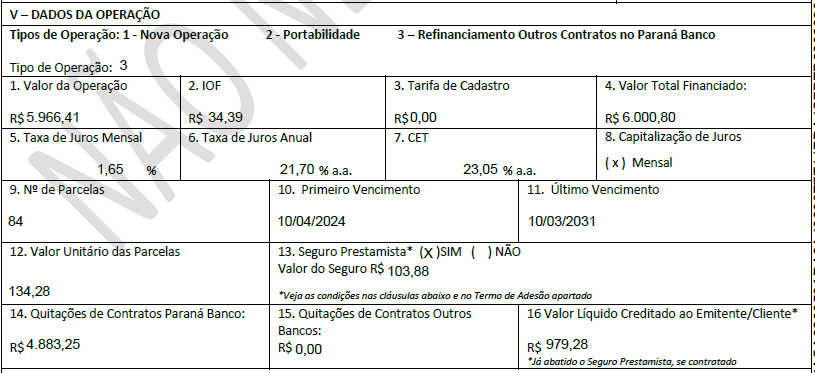 V – DADOS DA OPERAÇÃO
Tipos de Operação: 1 - Nova Operação 2 - Portabilidade 3 – Refinanciamento Outros Contratos no Paraná Banco
Tipo de Operação: 3
1. Valor da Operação
R$ 5.966,41
2. IOF
R$ 34,39
3. Tarifa de Cadastro
R$ 0,00
4. Valor Total Financiado:
R$ 6.000,80
5. Taxa de Juros Mensal
1,65 %
6. Taxa de Juros Anual
21,70 % a.a.
7. CET
23,05 % a.a.
8. Capitalização de Juros
( x ) Mensal
9. Nº de Parcelas
84
10. Primeiro Vencimento
10/04/2024
11. Último Vencimento
10/03/2031
12. Valor Unitário das Parcelas
134,28
13. Seguro Prestamista* (X)SIM ( ) NÃO
Valor do Seguro R$ 103,88
*Veja as condições nas cláusulas abaixo e no Termo de Adesão apartado
14. Quitações de Contratos Paraná Banco:
R$ 4.883,25
15. Quitações de Contratos Outros
Bancos:
R$ 0,00
16 Valor Líquido Creditado ao Emitente/Cliente*
R$ 979,28
*Já abatido o Seguro Prestamista, se contratado
NÃO